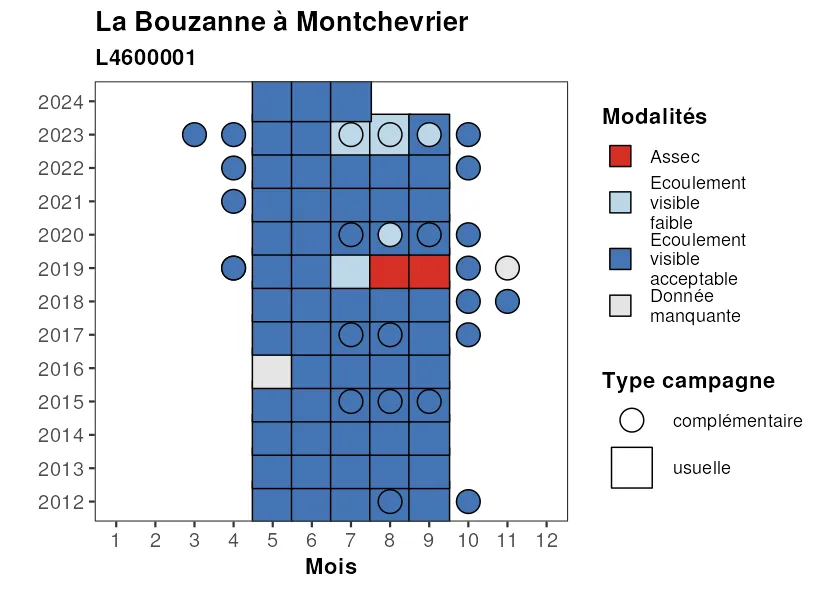 La Bouzanne à Montchevrier
L4600001
2024
2023
2022
2021
2020
2019
2018
2017
2016
2015
2014
2013
2012
1 2 3 4 5 6 7 8 9 10 11 12
Mois
Modalités
Assec
Ecoulement
visible
faible
Ecoulement
visible
acceptable
Donnée
manquante
Type campagne
complémentaire
usuelle